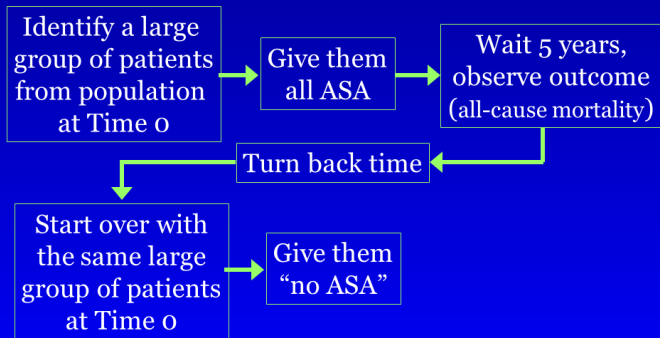 Identify a large
group of patients
from population
at Time 0
Give them
all ASA
Wait 5 years,
observe outcome
(all-cause mortality)
Turn back time
Start over with
the same large
group of patients
at Time 0
Give them
“no ASA”